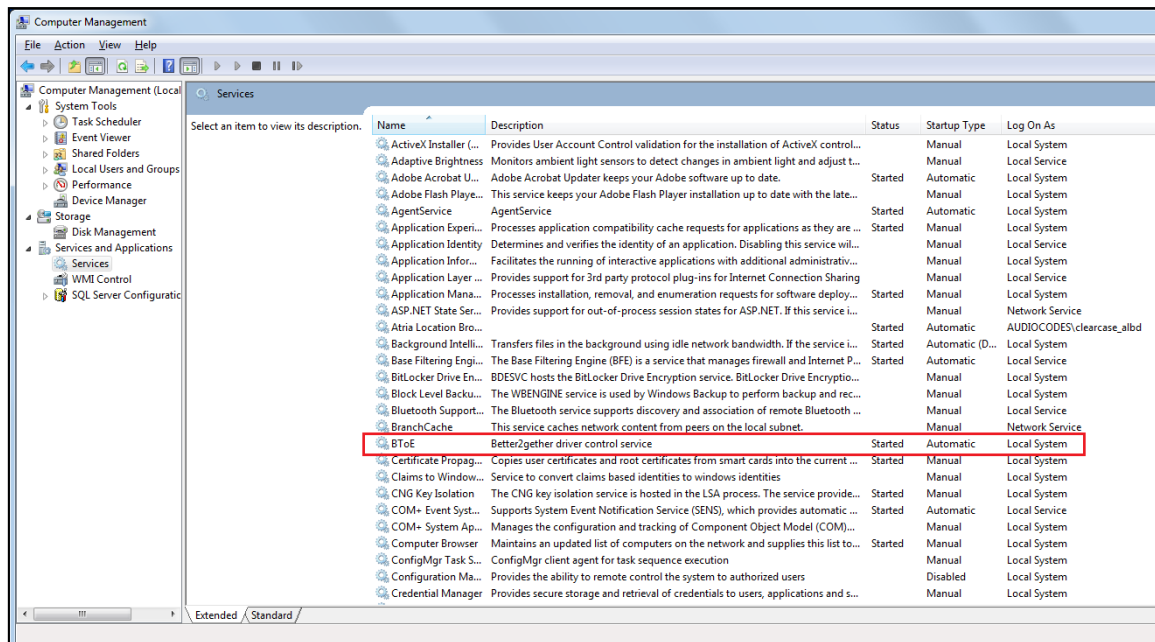 Computer Management
File Action View Help
Computer Management (Local
System Tools
Task Scheduler
Event Viewer
Shared Folders
Local Users and Groups
Performance
Device Manager
Storage
Disk Management
Services and Applications
Services
WMI Control
SQL Server Configuratic
Services
Select an item to view its description.
Name Description Status Startup Type Log On As
ActiveX Installer (... Provides User Account Control validation for the installation of ActiveX control... Manual Local System
Adaptive Brightness Monitors ambient light sensors to detect changes in ambient light and adjust t... Manual Local Service
Adobe Acrobat U... Adobe Acrobat Updater keeps your Adobe software up to date. Started Automatic Local System
Adobe Flash Playe... This service keeps your Adobe Flash Player installation up to date with the late... Manual Local System
AgentService AgentService Started Automatic Local System
Application Experi... Processes application compatibility cache requests for applications as they are ... Started Manual Local System
Application Identity Determines and verifies the identity of an application. Disabling this service wil... Manual Local Service
Application Infor... Facilitates the running of interactive applications with additional administrativ... Manual Local System
Application Layer ... Provides support for 3rd party protocol plug-ins for Internet Connection Sharing Manual Local Service
Application Mana... Processes installation, removal, and enumeration requests for software deploy... Started Manual Local System
ASP.NET State Ser... Provides support for out-of-process session states for ASP.NET. If this service i... Manual Network Service
Atria Location Bro... Started Automatic AUDIOCODES\clearcase_albd
Background Intelli... Transfers files in the background using idle network bandwidth. If the service i... Started Automatic (D... Local System
Base Filtering Engi... The Base Filtering Engine (BFE) is a service that manages firewall and Internet P... Started Automatic Local Service
BitLocker Drive En... BDESVC hosts the BitLocker Drive Encryption service. BitLocker Drive Encryptio... Manual Local System
Block Level Backu... The WBENGINE service is used by Windows Backup to perform backup and rec... Manual Local System
Bluetooth Support... The Bluetooth service supports discovery and association of remote Bluetooth ... Manual Local Service
BranchCache This service caches network content from peers on the local subnet. Manual Network Service
BToE Better2gether driver control service Started Automatic Local System
Certificate Propag... Copies user certificates and root certificates from smart cards into the current ... Started Manual Local System
Claims to Window... Service to convert claims based identities to windows identities Manual Local System
CNG Key Isolation The CNG key isolation service is hosted in the LSA process. The service provide... Started Manual Local System
COM+ Event Syst... Supports System Event Notification Service (SENS), which provides automatic ... Started Automatic Local Service
COM+ System Ap... Manages the configuration and tracking of Component Object Model (COM)... Manual Local System
Computer Browser Maintains an updated list of computers on the network and supplies this list to... Started Manual Local System
ConfigMgr Task S... ConfigMgr client agent for task sequence execution Manual Local System
Configuration Ma... Provides the ability to remote control the system to authorized users Disabled Local System
Credential Manager Provides secure storage and retrieval of credentials to users, applications and s... Manual Local System
Extended Standard